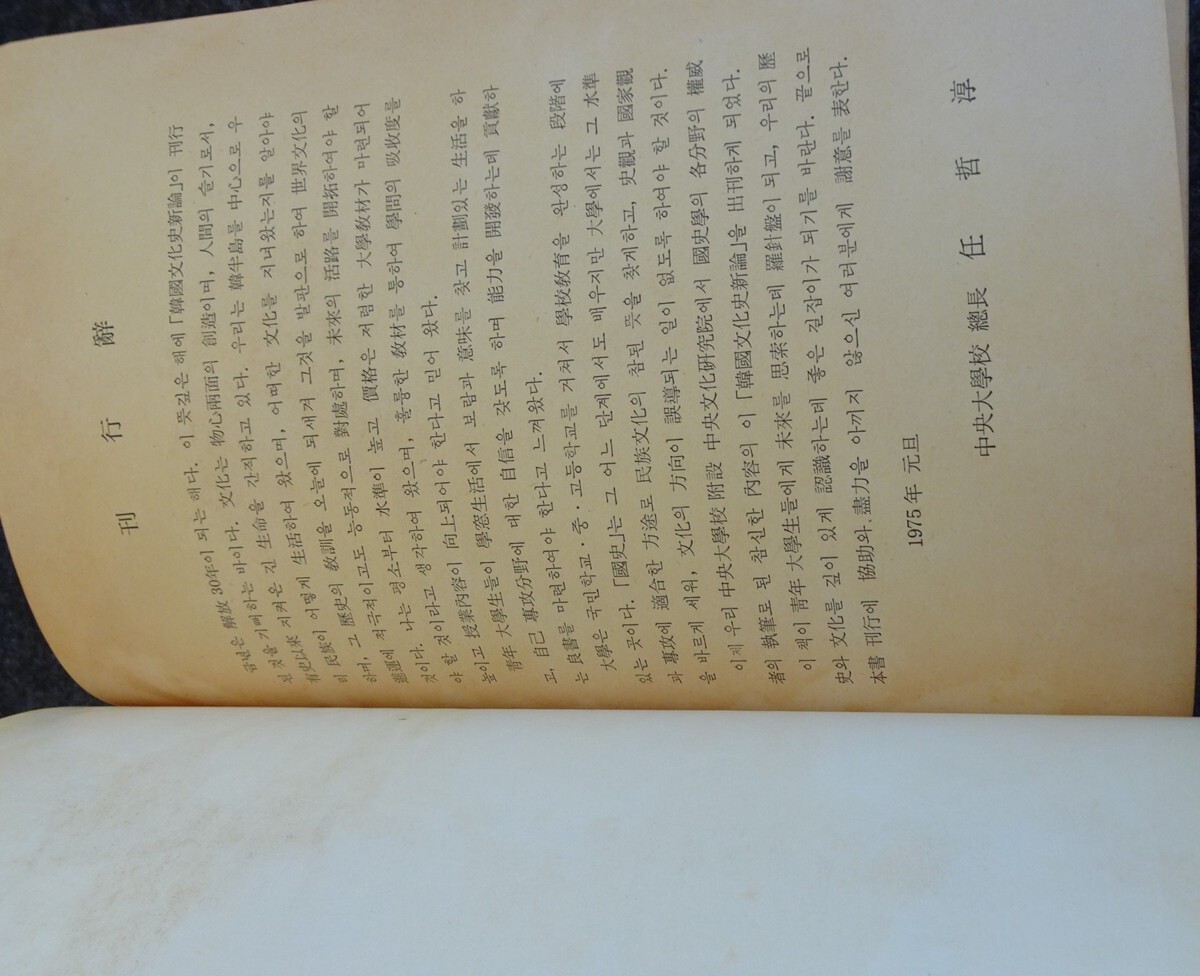 刊 行 辭
금년은 解放 30年이 되는 해다. 이 뜻깊은 해에 「韓國文化史新論」이 刊行
된 것을 기뻐하는 바이다. 文化는 物心兩面의 創造이며, 人間의 슬기로서,
有史以來 지켜온 긴 生命을 간직하고 있다. 우리는 韓半島를 中心으로 우
리 民族이 어떻게 生活하여 왔으며, 어떠한 文化를 지녀왔는지를 알아야
하며, 그 歷史의 敎訓을 오늘에 되새겨 그것을 발판으로 하여 世界文化의
適運에 적극적이고도 능동적으로 對處하며, 未來의 活路를 開拓하여야 할
것이다. 나는 평소부터 水準이 높고 價格은 저렴한 大學敎材가 마련되어
야 할 것이라고 생각하여 왔으며, 훌륭한 敎材를 통하여 學問의 吸收度를
높이고 授業內容이 向上되어야 한다고 믿어 왔다.
靑年 大學生들이 學窓生活에서 보람과 意味를 찾고 計劃있는 生活을 하
고, 自己 專攻分野에 대한 自信을 갖도록 하며 能力을 開發하는데 貢獻하
는 良書를 마련하여야 한다고 느껴왔다.
大學은 국민학교·중·고등학교를 거쳐서 學校敎育을 완성하는 段階에
있는 곳이다. 「國史」는 그 어느 단계에서도 배우지만 大學에서는 그 水準
과 專攻에 適合한 方途로 民族文化의 참된 뜻을 찾게하고, 史觀과 國家觀
을 바르게 세워, 文化의 方向이 誤導되는 일이 없도록 하여야 할 것이다.
이제 우리 中央大學校 附設 中央文化硏究院에서 國史學의 各分野의 權威
者의 執筆로 된 참신한 內容의 이 「韓國文化史新論」을 出刊하게 되었다.
이 책이 靑年 大學生들에게 未來를 思索하는데 羅針盤이 되고, 우리의 歷
史와 文化를 깊이 있게 認識하는데 좋은 길잡이가 되기를 바란다. 끝으로
本書 刊行에 協助와 盡力을 아끼지 않으신 여러분에게 謝意를 表한다.
1975年 元旦
中央大學校 總長 任 哲 淳